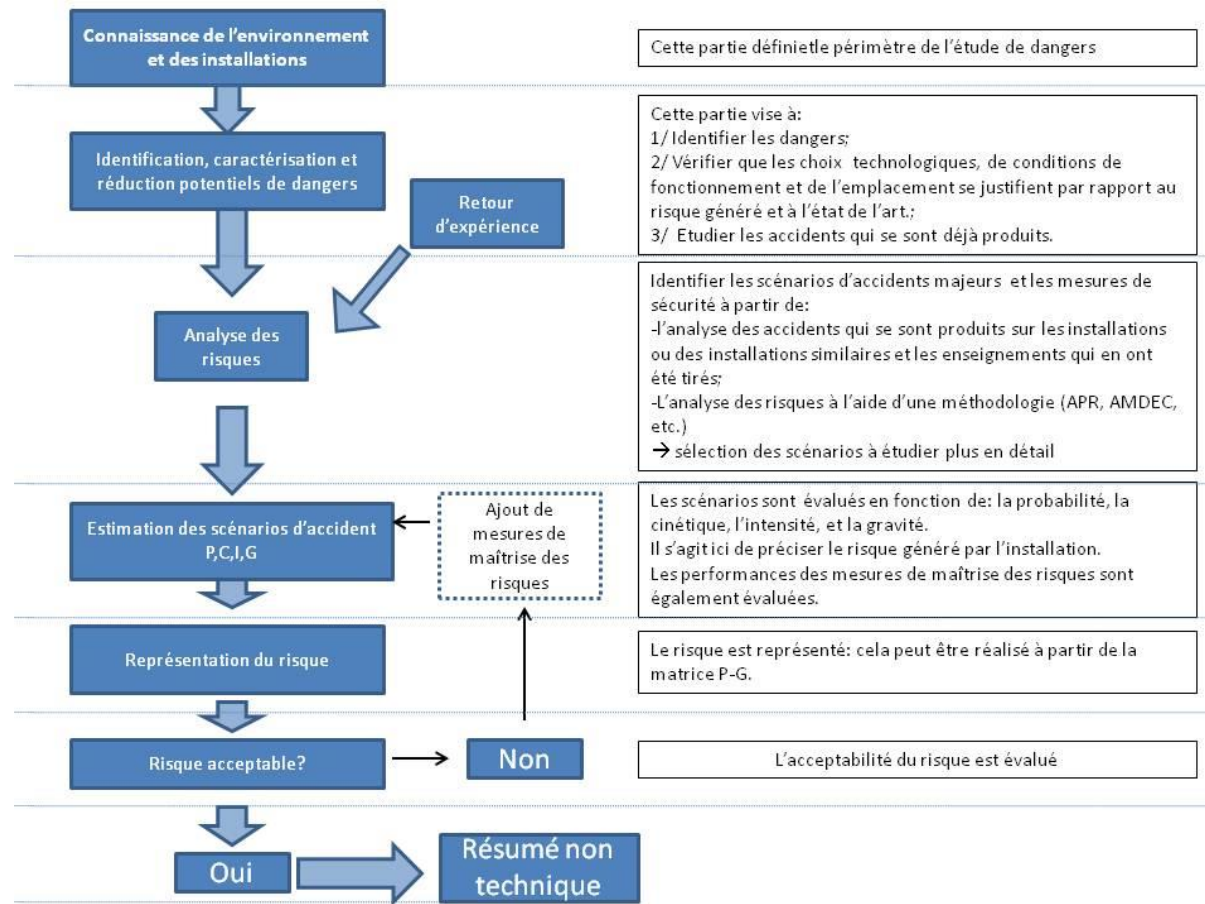 Connaissance de l'environnement
et des installations
Cette partie définietle périmètre de l'étude de dangers
Identification, caractérisation et
réduction potentiels de dangers
Retour
d'expérience
Cette partie vise à:
1/ Identifier les dangers;
2/ Vérifier que les choix technologiques, de conditions de
fonctionnement et de l'emplacement se justifient par rapport au
risque généré et à l'état de l'art.;
3/ Etudier les accidents qui se sont déjà produits.
Analyse des
risques
Identifier les scénarios d'accidents majeurs et les mesures de
sécurité à partir de:
-l'analyse des accidents qui se sont produits sur les installations
ou des installations similaires et les enseignements qui en ont
été tirés;
-L'analyse des risques à l'aide d'une méthodologie (APR, AMDEC,
etc.)
→ sélection des scénarios à étudier plus en détail
Estimation des scénarios d'accident
P,C,I,G
Ajout de
mesures de
maîtrise des
risques
Les scénarios sont évalués en fonction de: la probabilité, la
cinétique, l'intensité, et la gravité.
Il s'agit ici de préciser le risque généré par l'installation.
Les performances des mesures de maîtrise des risques sont
également évaluées.
Représentation du risque
Le risque est représenté: cela peut être réalisé à partir de la
matrice P-G.
Risque acceptable?
Non
L'acceptabilité du risque est évalué
Oui
Résumé non
technique